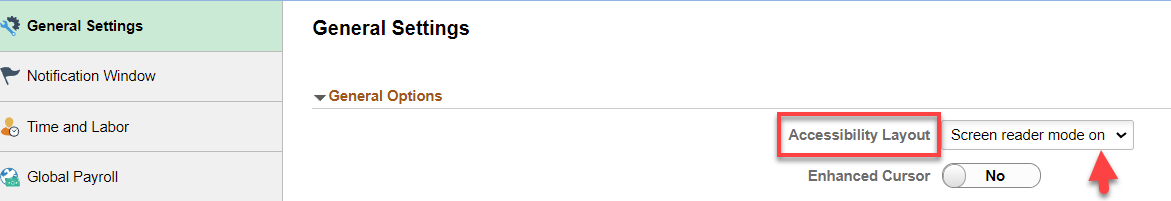 General Settings
Notification Window
Time and Labor
Global Payroll
General Settings
General Options
Accessibility Layout Screen reader mode on
Enhanced Cursor No